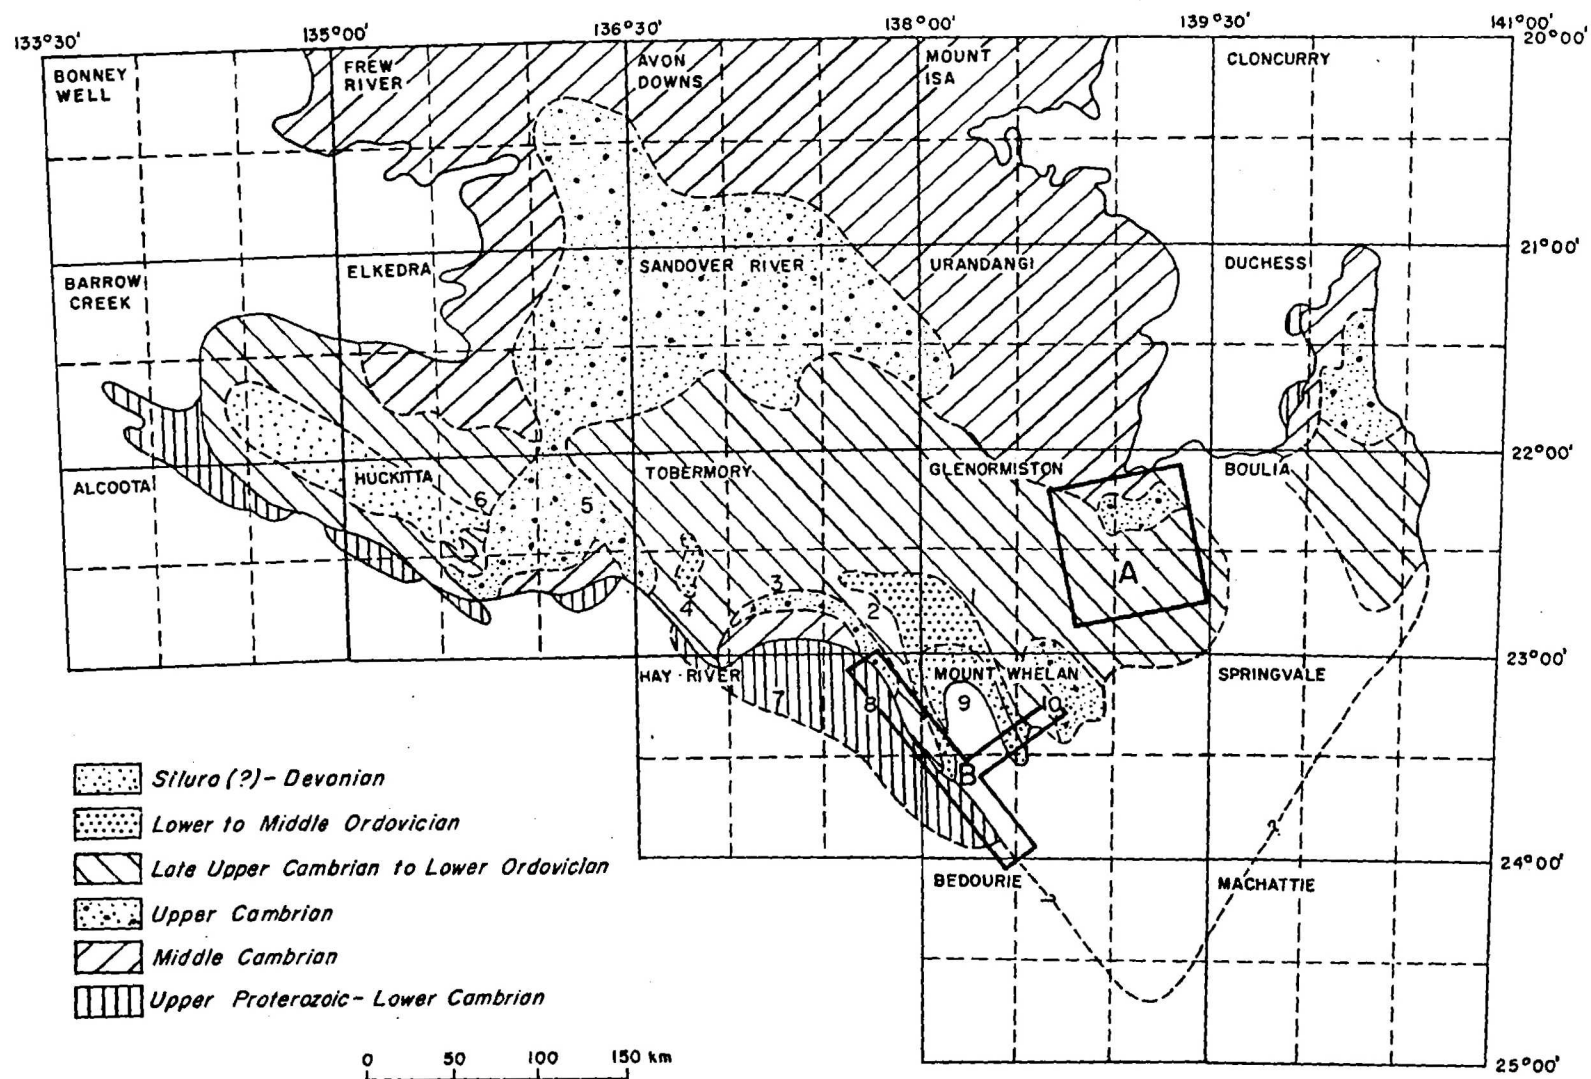 133°30'
135°00'
136°30'
138°00'
139°30'
141°00'
20°00'
BONNEY
WELL
FREW
RIVER
AVON
DOWNS
MOUNT
ISA
CLONCURRY
21°00'
BARROW
CREEK
ELKEDRA
SANDOVER RIVER
URANDANGI
DUCHESS
22°00'
ALCOOTA
HUCKITTA
TOBERMORY
GLENORMISTON
BOULIA
6
5
A
4
3
2
1
23°00'
HAY RIVER
MOUNT WHELAN
SPRINGVALE
7
8
9
10
B
24°00'
BEDOURIE
MACHATTIE
?
?
25°00'
Siluro (?) - Devonian
Lower to Middle Ordovician
Late Upper Cambrian to Lower Ordovician
Upper Cambrian
Middle Cambrian
Upper Proterozoic - Lower Cambrian
0 50 100 150 km